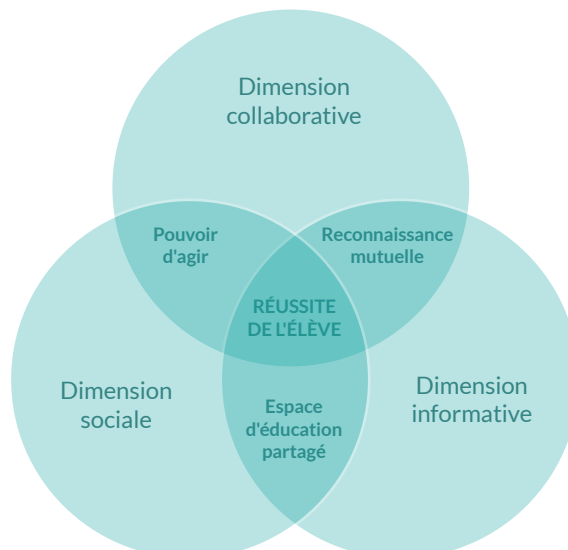 Dimension
collaborative
Pouvoir
d'agir
Reconnaissance
mutuelle
RÉUSSITE
DE L'ÉLÈVE
Dimension
sociale
Espace
d'éducation
partagé
Dimension
informative